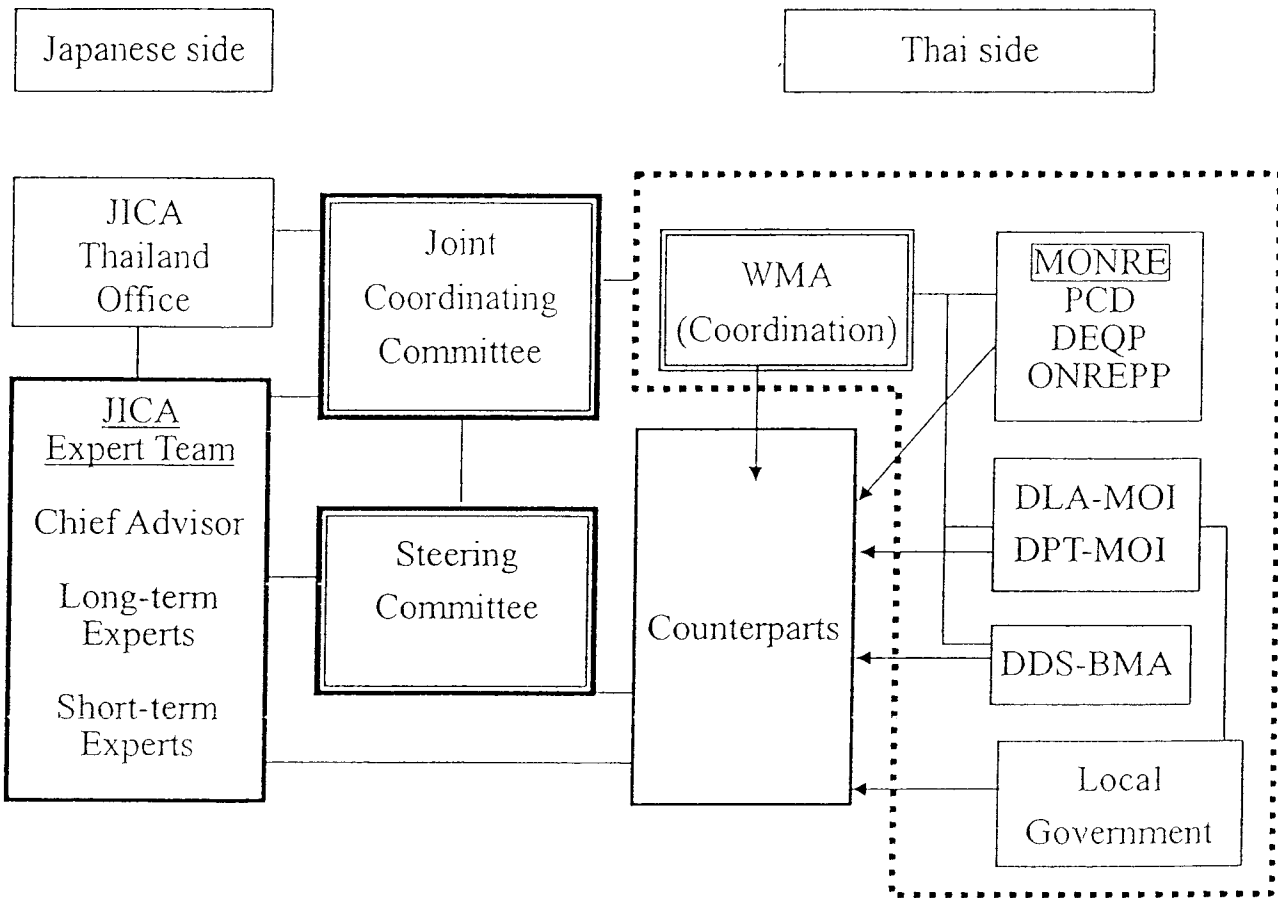 Japanese side
Thai side
JICA
Thailand
Office
Joint
Coordinating
Committee
WMA
(Coordination)
MONRE
PCD
DEQP
ONREPP
JICA
Expert Team
Chief Advisor
Long-term
Experts
Short-term
Experts
Steering
Committee
Counterparts
DLA-MOI
DPT-MOI
DDS-BMA
Local
Government